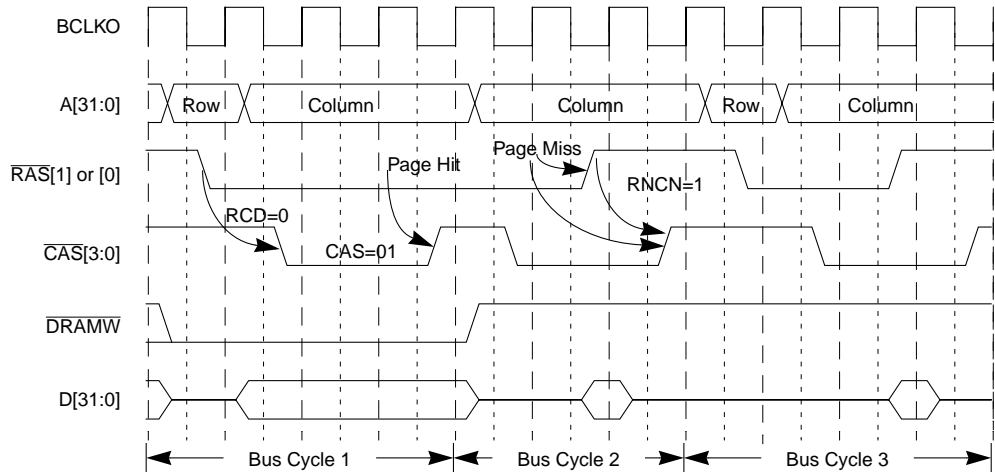 BCLKO
A[31:0]
Row
Column
Column
Row
Column
RAS[1] or [0]
Page Hit
Page Miss
RCD=0
RNCN=1
CAS[3:0]
CAS=01
DRAMW
D[31:0]
Bus Cycle 1
Bus Cycle 2
Bus Cycle 3